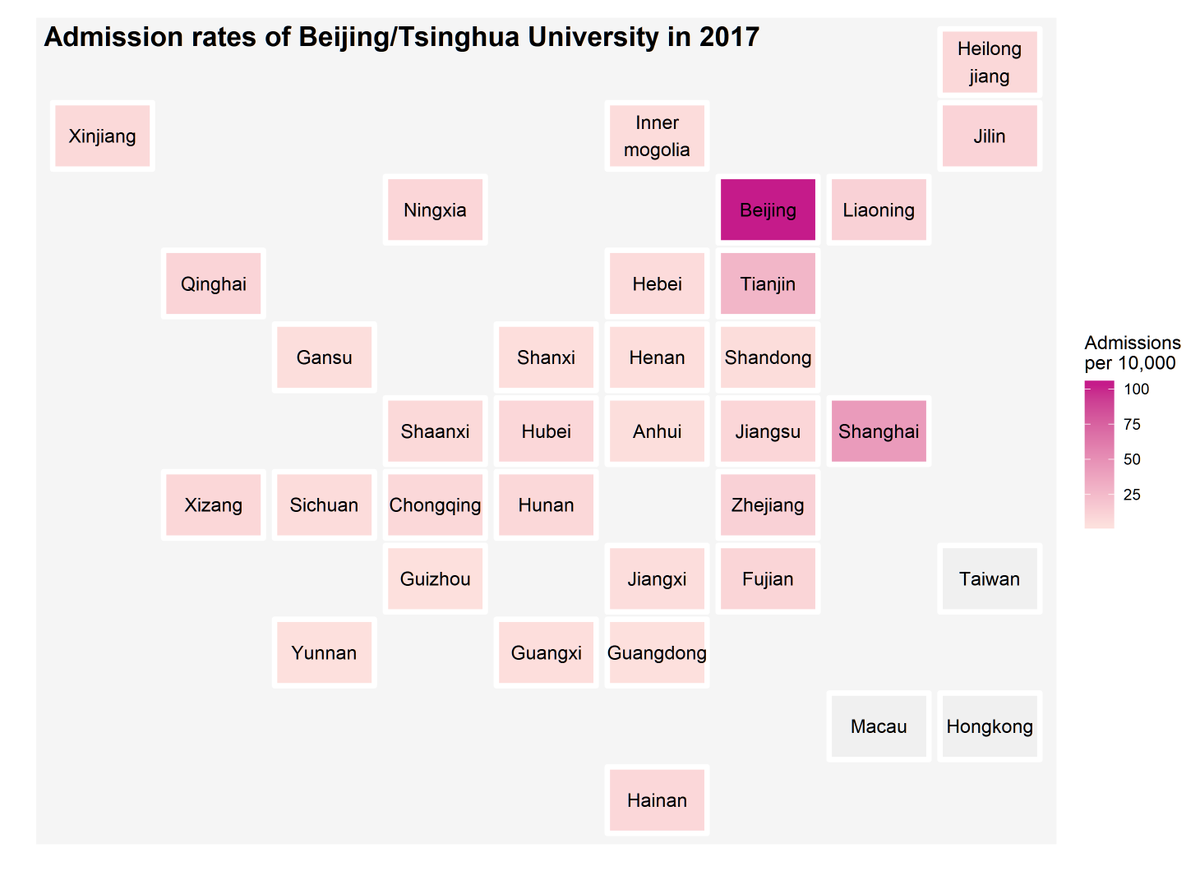 Admission rates of Beijing/Tsinghua University in 2017
Heilong
jiang
Xinjiang
Inner
mogolia
Jilin
Ningxia
Beijing
Liaoning
Qinghai
Hebei
Tianjin
Gansu
Shanxi
Henan
Shandong
Shaanxi
Hubei
Anhui
Jiangsu
Shanghai
Xizang
Sichuan
Chongqing
Hunan
Zhejiang
Guizhou
Jiangxi
Fujian
Taiwan
Yunnan
Guangxi
Guangdong
Macau
Hongkong
Hainan
Admissions
per 10,000
100
75
50
25